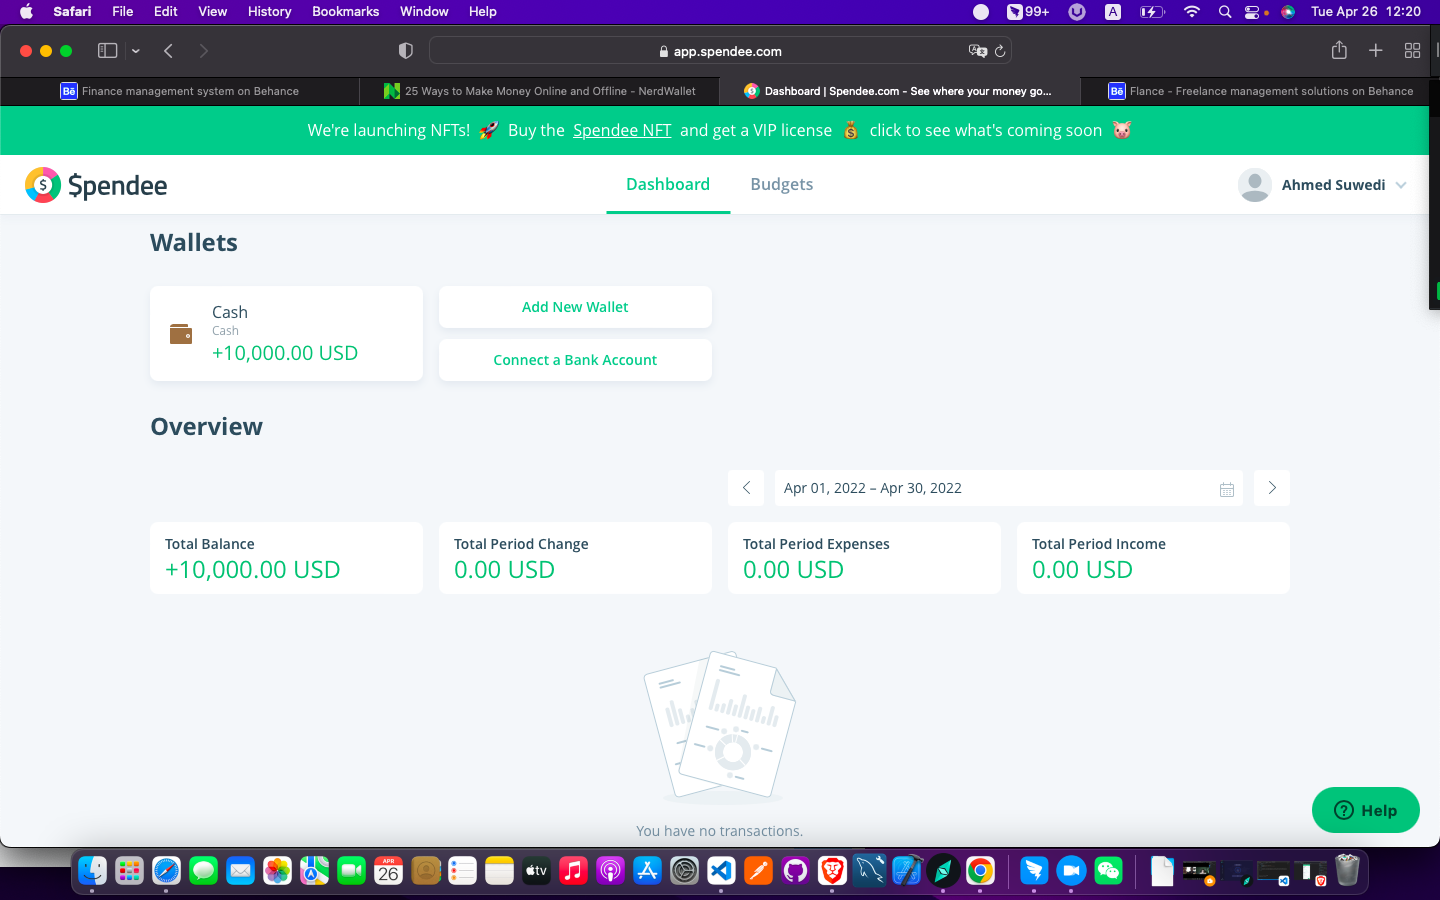 Safari File Edit View History Bookmarks Window Help 99+ A Tue Apr 26 12:20
app.spendee.com
Bē Finance management system on Behance
25 Ways to Make Money Online and Offline - NerdWallet
Dashboard | Spendee.com - See where your money go...
Bē Flance - Freelance management solutions on Behance
We're launching NFTs! 🚀 Buy the Spendee NFT and get a VIP license 💰 click to see what's coming soon 🐷
Spendee
Dashboard
Budgets
Ahmed Suwedi
Wallets
Cash
Cash
+10,000.00 USD
Add New Wallet
Connect a Bank Account
Overview
Apr 01, 2022 – Apr 30, 2022
Total Balance
+10,000.00 USD
Total Period Change
0.00 USD
Total Period Expenses
0.00 USD
Total Period Income
0.00 USD
You have no transactions.
? Help
APR
26
tv